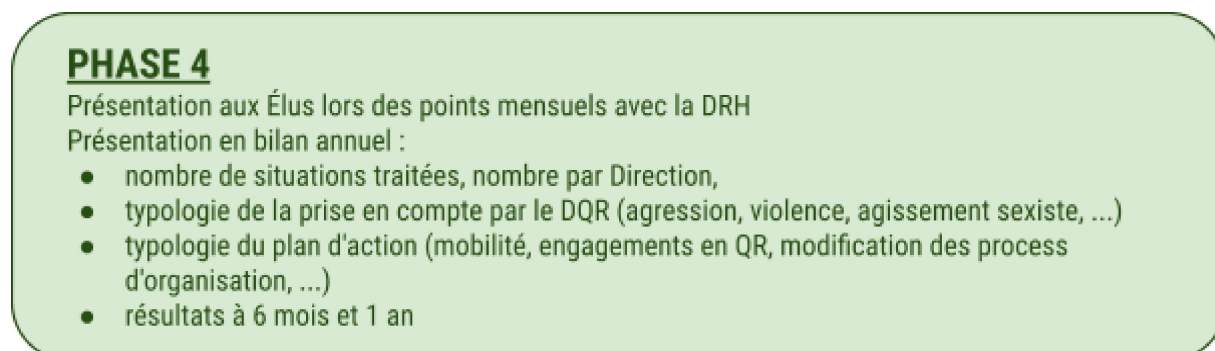 PHASE 4
Présentation aux Élus lors des points mensuels avec la DRH
Présentation en bilan annuel :
● nombre de situations traitées, nombre par Direction,
● typologie de la prise en compte par le DQR (agression, violence, agissement sexiste, ...)
● typologie du plan d'action (mobilité, engagements en QR, modification des process
d'organisation, ...)
● résultats à 6 mois et 1 an